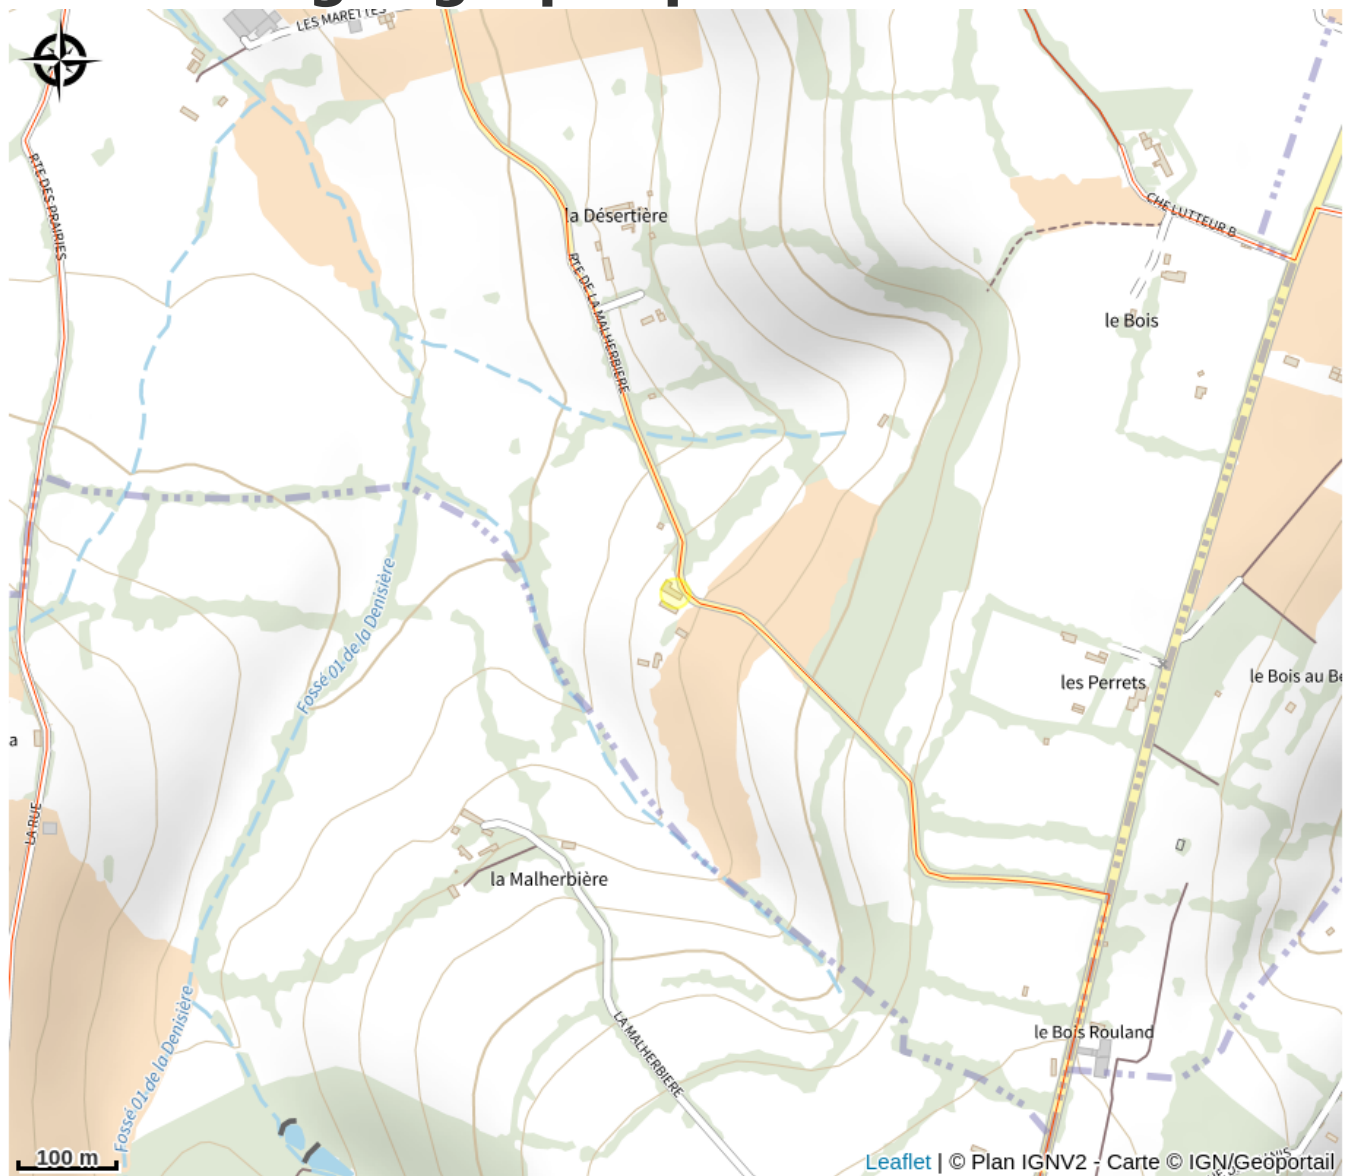 LES MARETTES
RTE DES PRAIRIES
la Désertière
CHE LUTTEUR B
RTE DE LA MALHERBIERE
le Bois
Fossé 01 de la Denisière
les Perrets
le Bois au Be
a
LA RUE
la Malherbière
Fossé 01 de la Denisière
LA MALHERBIERE
le Bois Rouland
100 m
Leaflet | © Plan IGNV2 - Carte © IGN/Géoportail